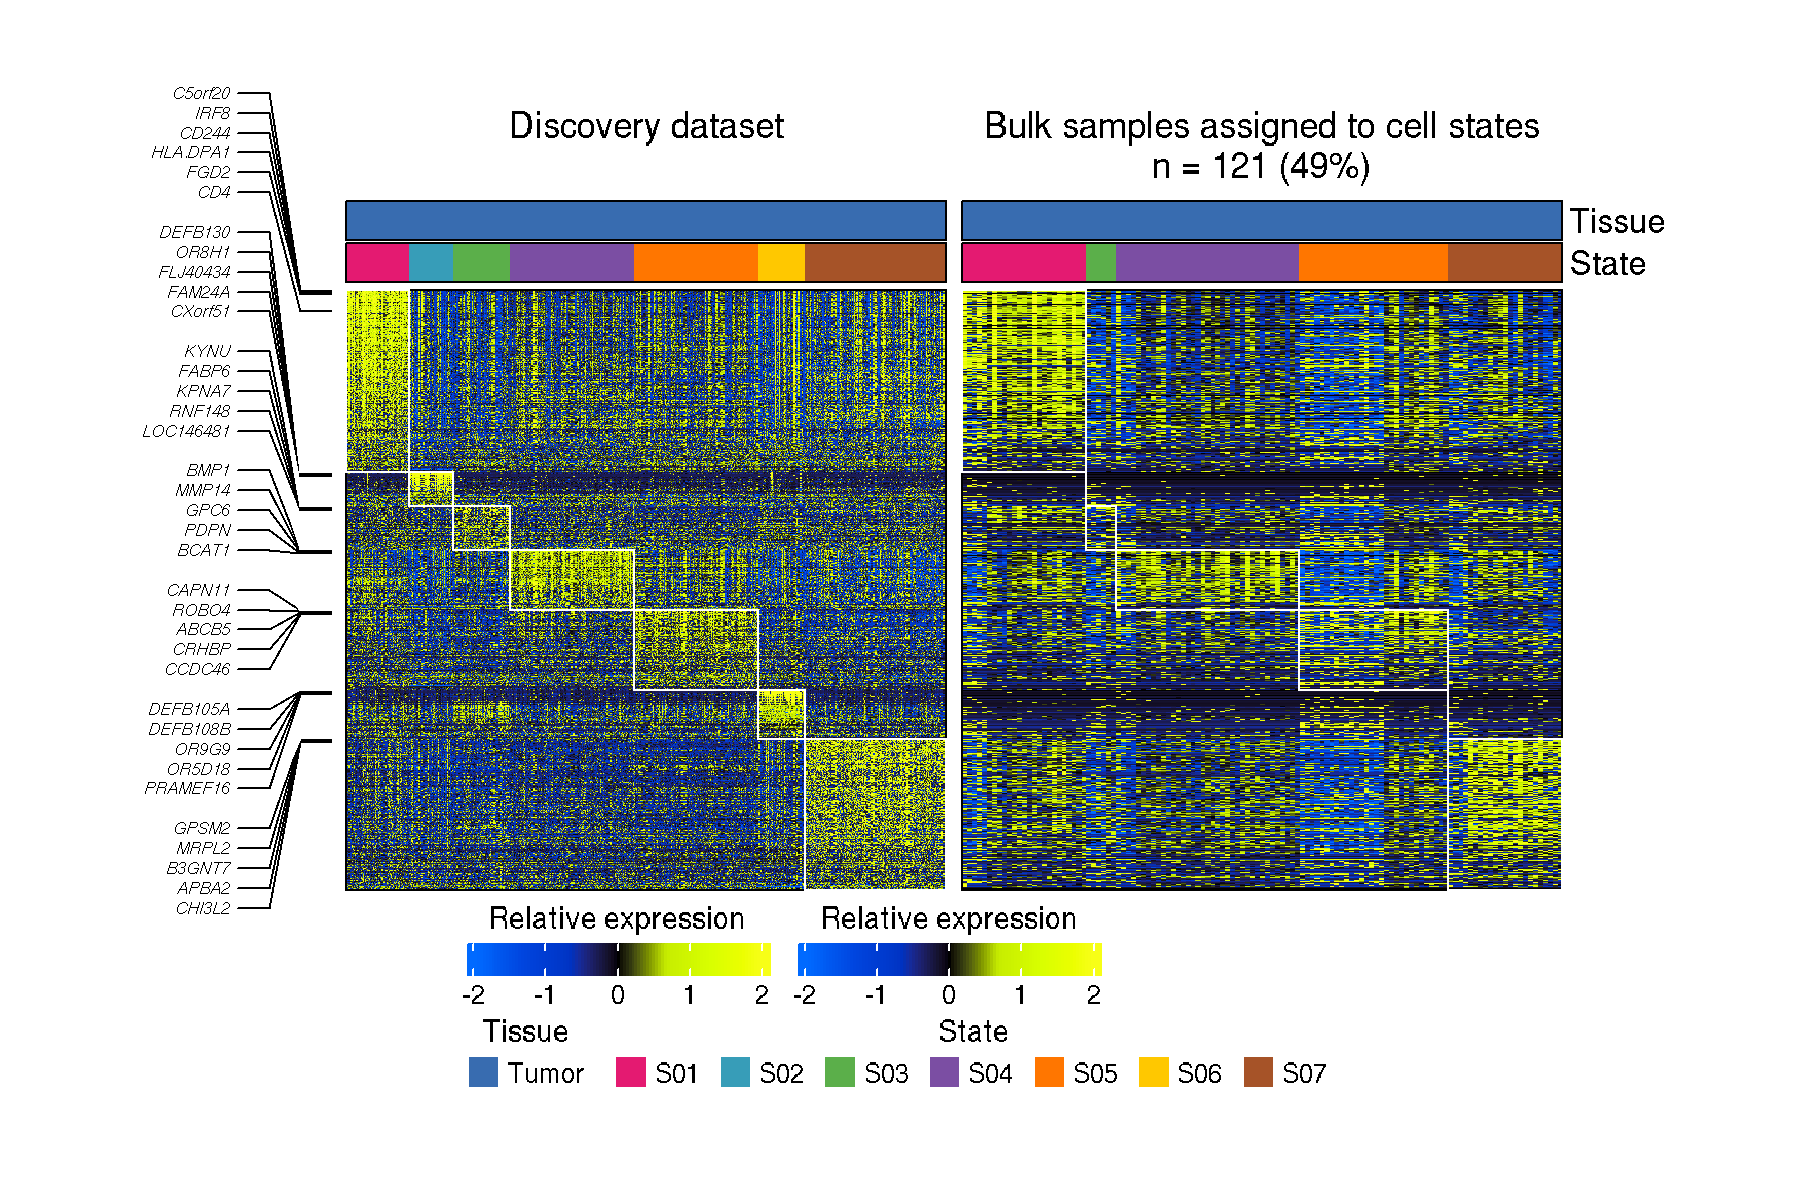 C5orf20
IRF8
CD244
HLA.DPA1
FGD2
CD4
DEFB130
OR8H1
FLJ40434
FAM24A
CXorf51
KYNU
FABP6
KPNA7
RNF148
LOC146481
BMP1
MMP14
GPC6
PDPN
BCAT1
CAPN11
ROBO4
ABCB5
CRHBP
CCDC46
DEFB105A
DEFB108B
OR9G9
OR5D18
PRAMEF16
GPSM2
MRPL2
B3GNT7
APBA2
CHI3L2
Discovery dataset
Bulk samples assigned to cell states
n = 121 (49%)
Tissue
State
Relative expression
-2 -1 0 1 2
Relative expression
-2 -1 0 1 2
Tissue
Tumor
State
S01 S02 S03 S04 S05 S06 S07